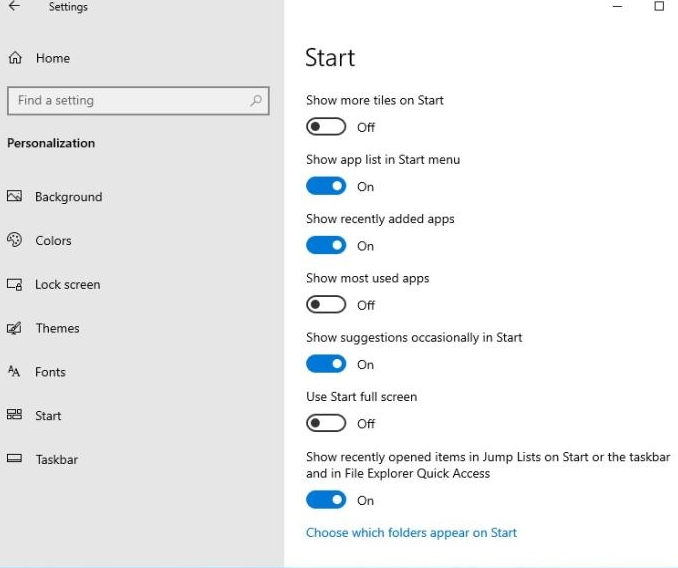 Settings
Home
Find a setting
Personalization
Background
Colors
Lock screen
Themes
Fonts
Start
Taskbar
Start
Show more tiles on Start
Off
Show app list in Start menu
On
Show recently added apps
On
Show most used apps
Off
Show suggestions occasionally in Start
On
Use Start full screen
Off
Show recently opened items in Jump Lists on Start or the taskbar
and in File Explorer Quick Access
On
Choose which folders appear on Start